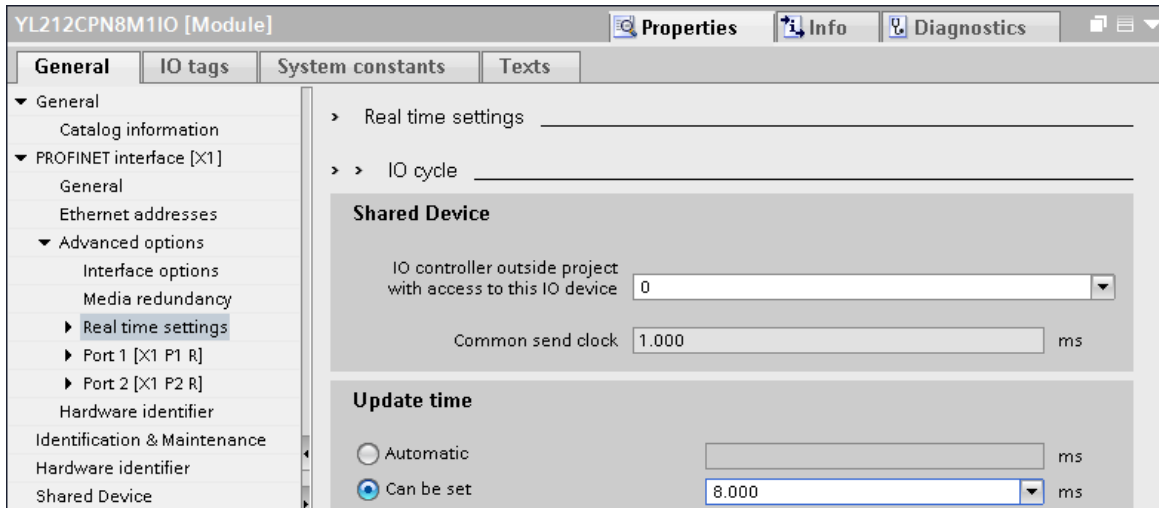 YL212CPN8M1IO [Module]
Properties
Info
Diagnostics
General
IO tags
System constants
Texts
General
Catalog information
PROFINET interface [X1]
General
Ethernet addresses
Advanced options
Interface options
Media redundancy
Real time settings
Port 1 [X1 P1 R]
Port 2 [X1 P2 R]
Hardware identifier
Identification & Maintenance
Hardware identifier
Shared Device
Real time settings
IO cycle
Shared Device
IO controller outside project
with access to this IO device
0
Common send clock
1.000
ms
Update time
Automatic
ms
Can be set
8.000
ms